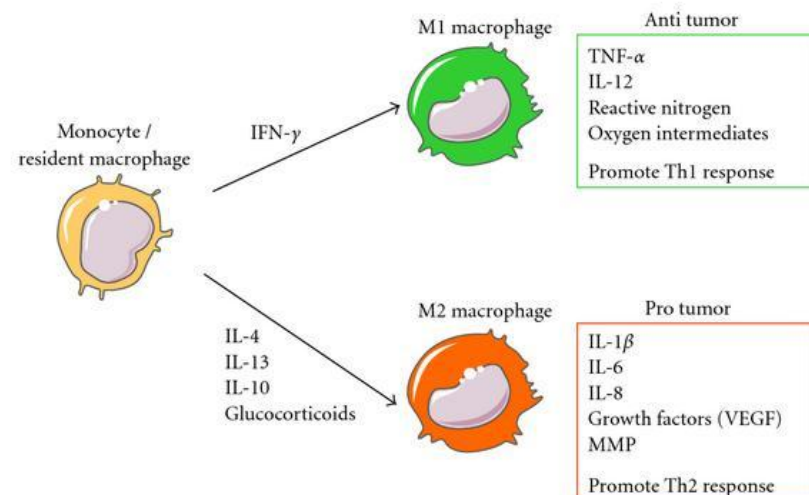 Monocyte /
resident macrophage
IFN-γ
M1 macrophage
Anti tumor
TNF-α
IL-12
Reactive nitrogen
Oxygen intermediates
Promote Th1 response
IL-4
IL-13
IL-10
Glucocorticoids
M2 macrophage
Pro tumor
IL-1β
IL-6
IL-8
Growth factors (VEGF)
MMP
Promote Th2 response